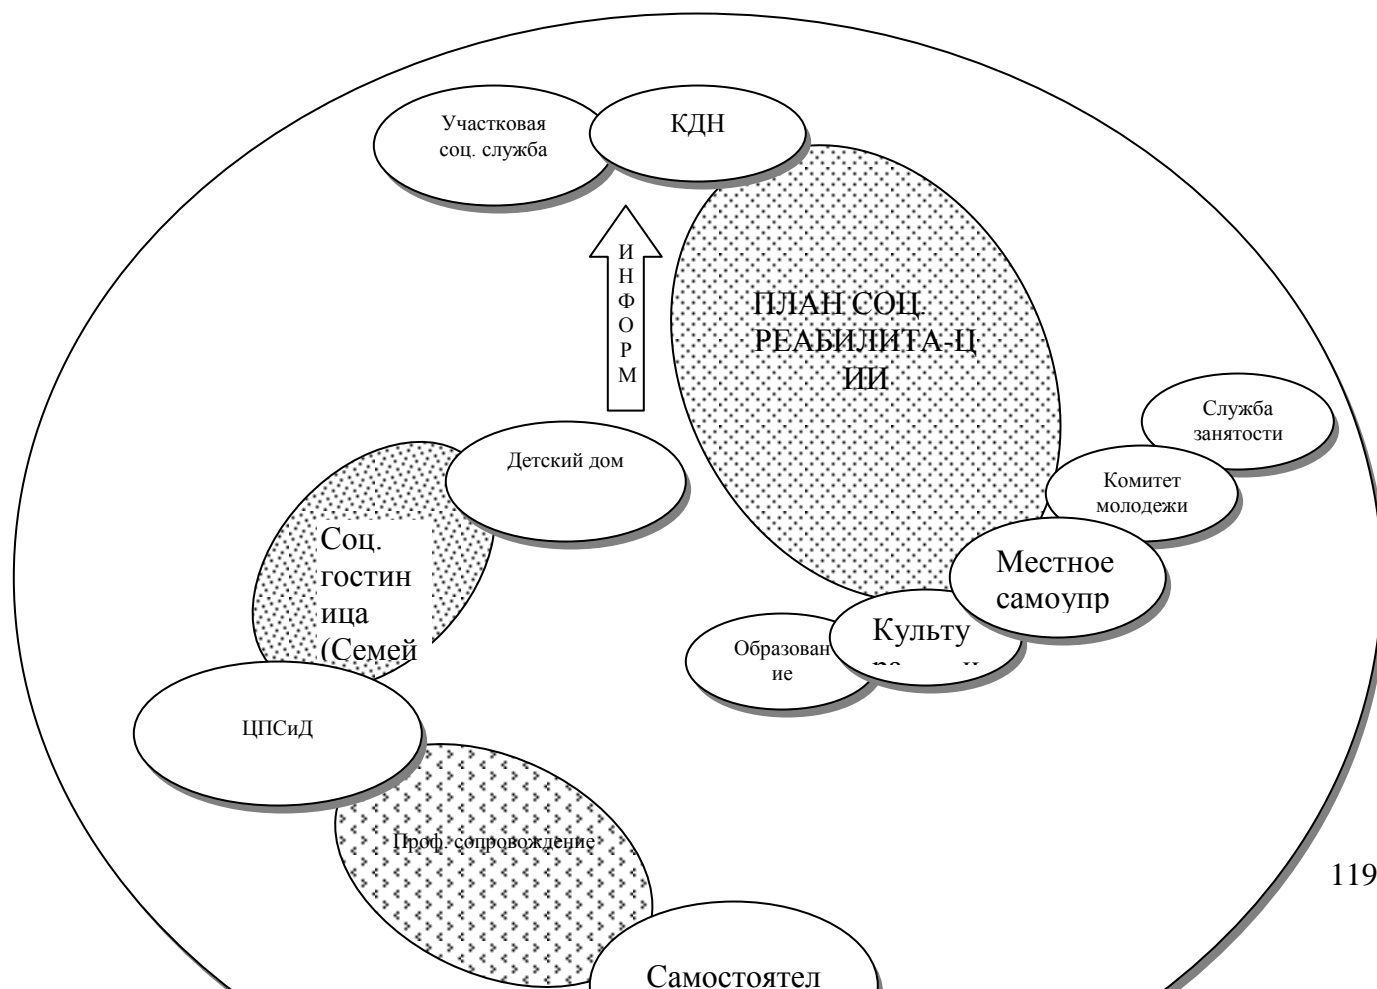 Участковая
соц. служба
КДН
И
Н
Ф
О
Р
М
ПЛАН СОЦ.
РЕАБИЛИТА-Ц
ИИ
Служба
занятости
Комитет
молодежи
Детский дом
Соц.
гостин
ица
(Семей
Местное
самоупр
Культу
Образован
ие
ЦПСиД
Проф. сопровождение
119
Самостоятел